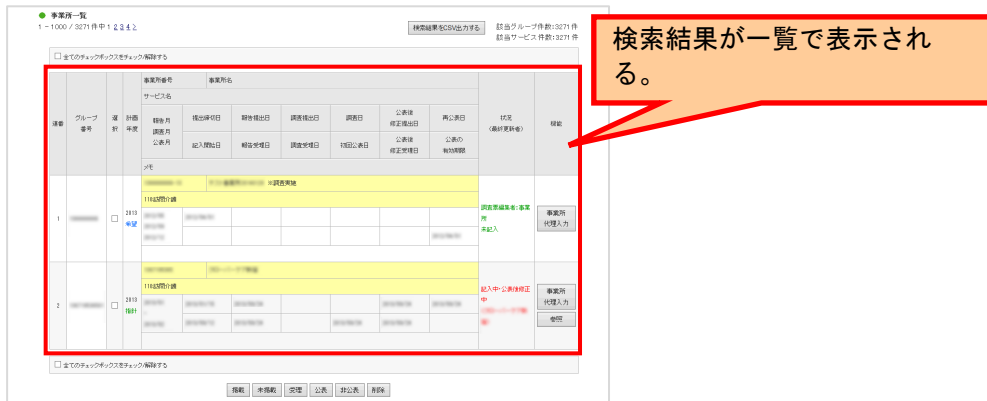 ● 事業所一覧
1 - 1000 / 3271 件中 1 2 3 4 >
検索結果をCSV出力する
該当グループ件数:3271 件
該当サービス件数:3271 件
検索結果が一覧で表示され
る。
全てのチェックボックスをチェック/解除する
連番
グループ
番号
選
択
計画
年度
事業所番号 事業所名
サービス名
報告月
調査月
公表月
提出締切日 報告提出日 調査提出日 調査日 公表後
修正提出日
再公表日
記入開始日 報告受理日 調査受理日 初回公表日 公表後
修正受理日
公表の
有効期限
メモ
状況
(最終更新者)
機能
※調査実施
110:訪問介護
1
2013
希望
調査票編集者:事業
所
未記入
事業所
代理入力
110:訪問介護
2
2013
指針
記入中・公表後修正
中
事業所
代理入力
参照
全てのチェックボックスをチェック/解除する
掲載 未掲載 受理 公表 非公表 削除